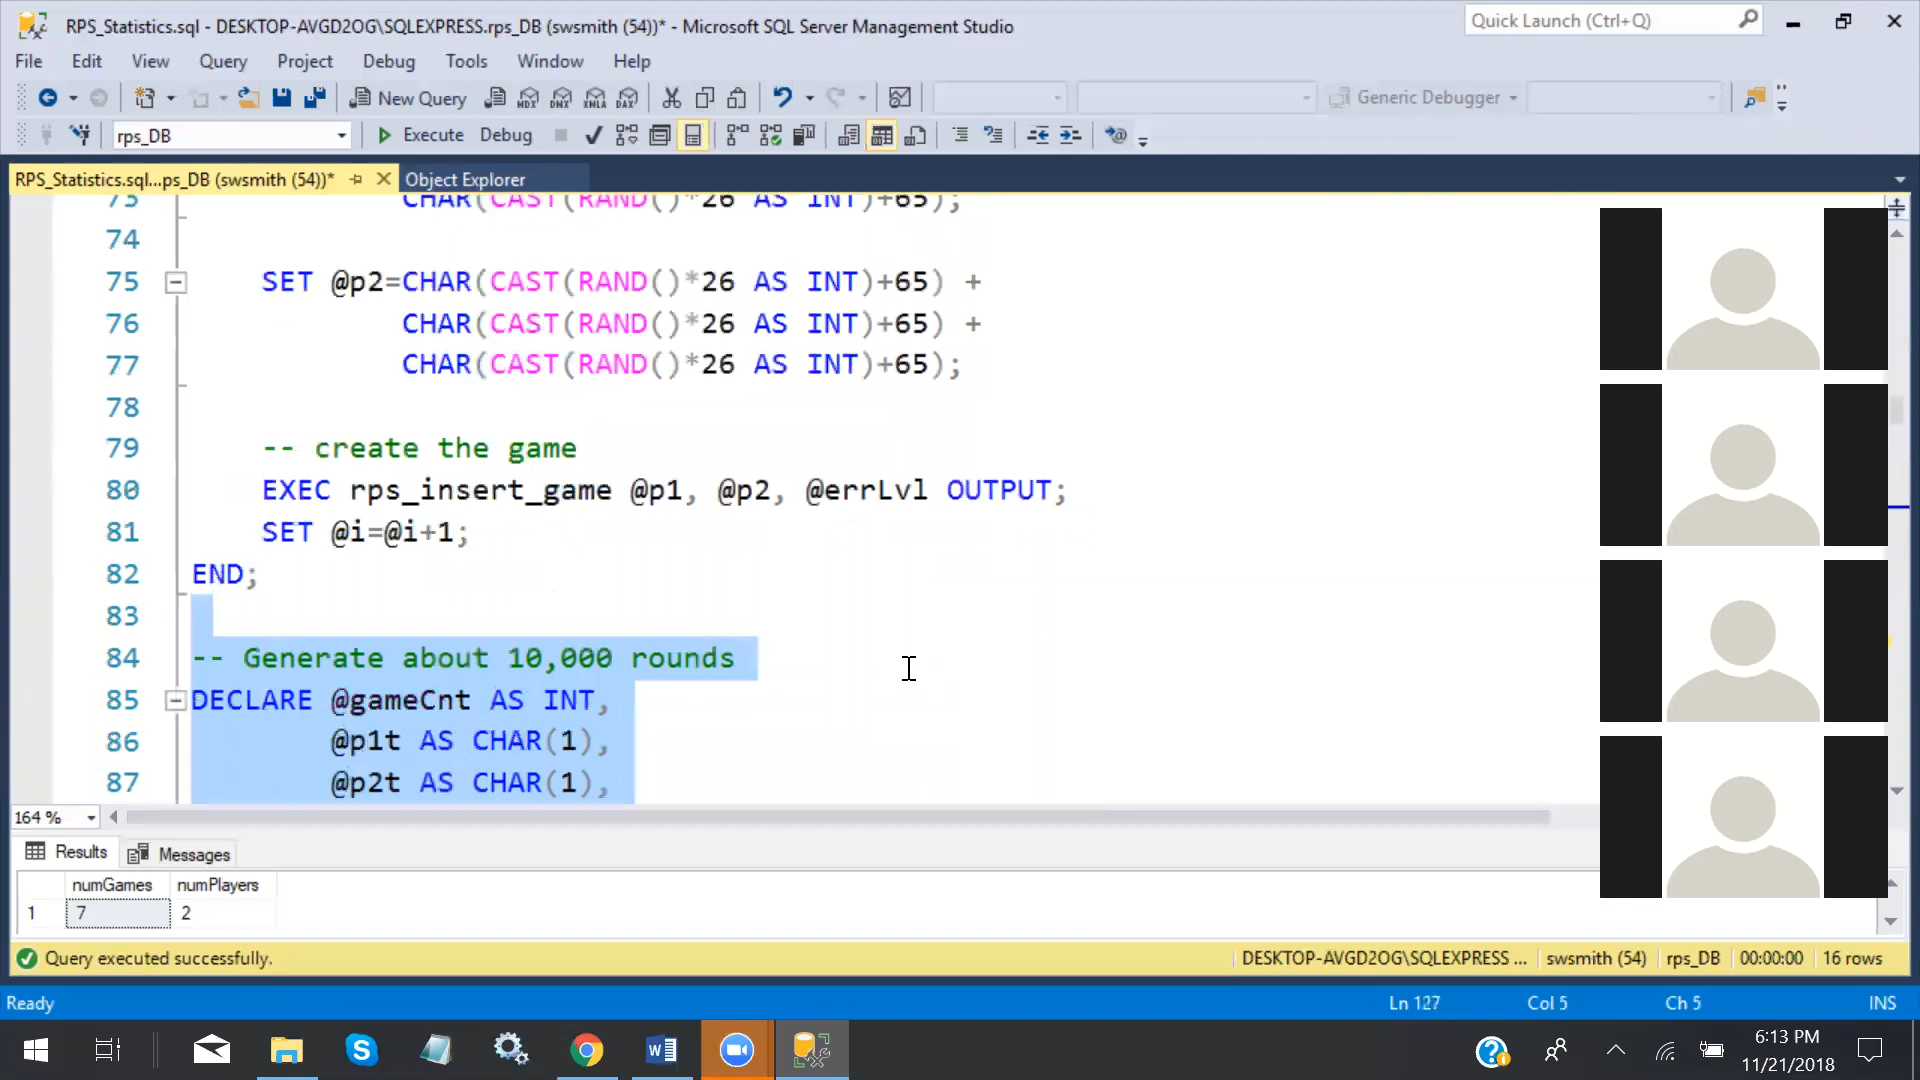 RPS_Statistics.sql - DESKTOP-AVGD2OG\SQLEXPRESS.rps_DB (swsmith (54))* - Microsoft SQL Server Management Studio
Quick Launch (Ctrl+Q)
File Edit View Query Project Debug Tools Window Help
New Query MDX DMX XMLA DAX Generic Debugger
rps_DB Execute Debug
RPS_Statistics.sql...ps_DB (swsmith (54))* Object Explorer
73 CHAR(CAST(RAND()*26 AS INT)+65);
74
75 SET @p2=CHAR(CAST(RAND()*26 AS INT)+65) +
76 CHAR(CAST(RAND()*26 AS INT)+65) +
77 CHAR(CAST(RAND()*26 AS INT)+65);
78
79 -- create the game
80 EXEC rps_insert_game @p1, @p2, @errLvl OUTPUT;
81 SET @i=@i+1;
82 END;
83
84 -- Generate about 10,000 rounds
85 DECLARE @gameCnt AS INT,
86 @p1t AS CHAR(1),
87 @p2t AS CHAR(1),
164 %
Results Messages
numGames numPlayers
1 7 2
Query executed successfully. DESKTOP-AVGD2OG\SQLEXPRESS ... swsmith (54) rps_DB 00:00:00 16 rows
Ready Ln 127 Col 5 Ch 5 INS
6:13 PM
11/21/2018